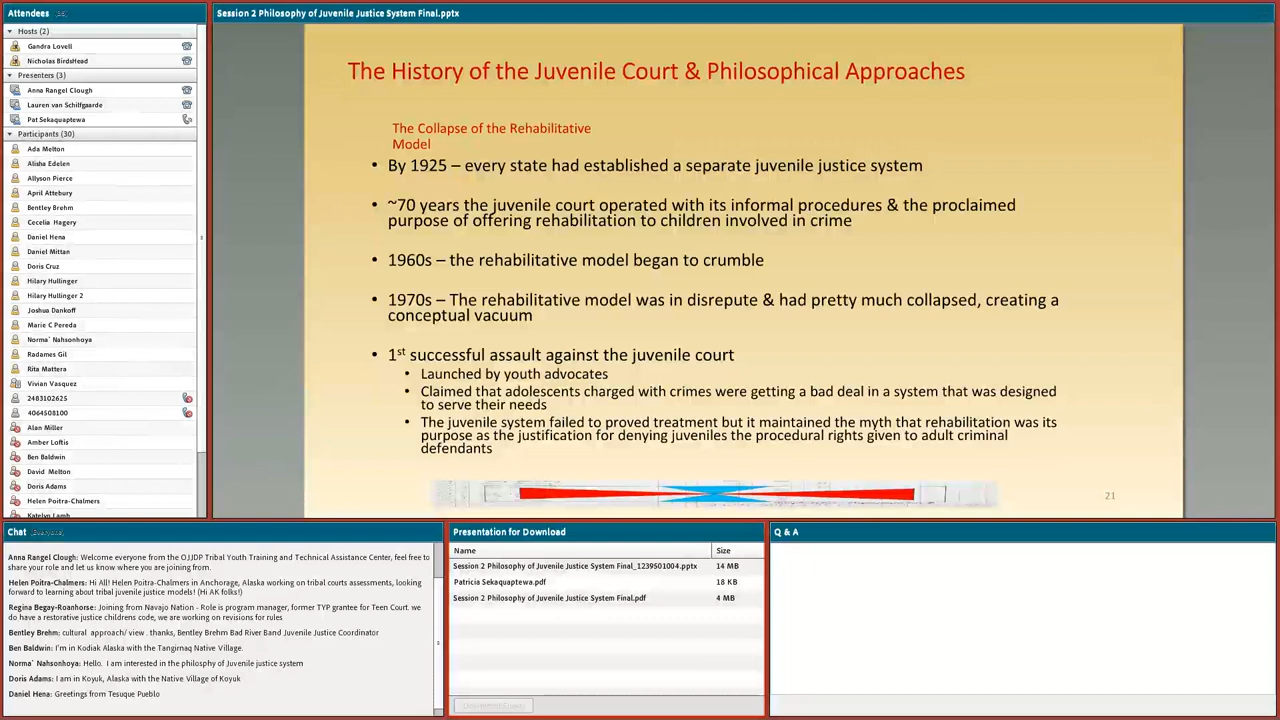 Attendees
Session 2 Philosophy of Juvenile Justice System Final.pptx
Hosts (2)
Gandra Lovell
Nicholas BirdsHead
Presenters (3)
Anna Rangel Clough
Lauren van Schilfgaarde
Pat Sekaquaptewa
Participants (30)
Ada Melton
Alisha Edelen
Allyson Pierce
April Attebury
Bentley Brehm
Cecelia Hagery
Daniel Hena
Daniel Mittan
Doris Cruz
Hilary Hullinger
Hilary Hullinger 2
Joshua Dankoff
Marie C Pereda
Norma` Nahsonhoya
Radames Gil
Rita Mattera
Vivian Vasquez
2483102625
4064508100
Alan Miller
Amber Loftis
Ben Baldwin
David Melton
Doris Adams
Helen Poitra-Chalmers
Katelyn Lamb
The History of the Juvenile Court & Philosophical Approaches
The Collapse of the Rehabilitative
Model
• By 1925 – every state had established a separate juvenile justice system
• ~70 years the juvenile court operated with its informal procedures & the proclaimed
purpose of offering rehabilitation to children involved in crime
• 1960s – the rehabilitative model began to crumble
• 1970s – The rehabilitative model was in disrepute & had pretty much collapsed, creating a
conceptual vacuum
• 1st successful assault against the juvenile court
• Launched by youth advocates
• Claimed that adolescents charged with crimes were getting a bad deal in a system that was designed
to serve their needs
• The juvenile system failed to proved treatment but it maintained the myth that rehabilitation was its
purpose as the justification for denying juveniles the procedural rights given to adult criminal
defendants
21
Chat (Everyone)
Anna Rangel Clough: Welcome everyone from the OJJDP Tribal Youth Training and Technical Assistance Center, feel free to
share your role and let us know where you are joining from.
Helen Poitra-Chalmers: Hi All! Helen Poitra-Chalmers in Anchorage, Alaska working on tribal courts assessments, looking
forward to learning about tribal juvenile justice models! (Hi AK folks!)
Regina Begay-Roanhorse: Joining from Navajo Nation - Role is program manager, former TYP grantee for Teen Court. we
do have a restorative justice childrens code, we are working on revisions for rules
Bentley Brehm: cultural approach/ view . thanks, Bentley Brehm Bad River Band Juvenile Justice Coordinator
Ben Baldwin: I'm in Kodiak Alaska with the Tangirnaq Native Village.
Norma` Nahsonhoya: Hello. I am interested in the philosphy of Juvenile justice system
Doris Adams: I am in Koyuk, Alaska with the Native Village of Koyuk
Daniel Hena: Greetings from Tesuque Pueblo
Presentation for Download
Name Size
Session 2 Philosophy of Juvenile Justice System Final_1239501004.pptx 14 MB
Patricia Sekaquaptewa.pdf 18 KB
Session 2 Philosophy of Juvenile Justice System Final.pdf 4 MB
Q & A